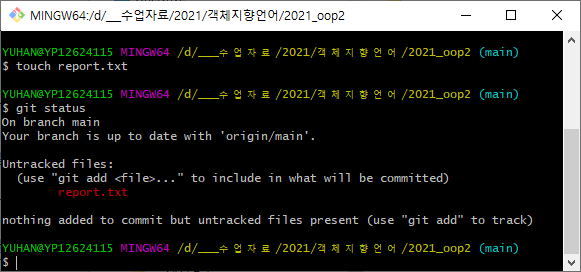 MINGW64:/d/___수업자료/2021/객체지향언어/2021_oop2
YUHAN@YP12624115 MINGW64 /d/___수업자료/2021/객체지향언어/2021_oop2 (main)
$ touch report.txt
YUHAN@YP12624115 MINGW64 /d/___수업자료/2021/객체지향언어/2021_oop2 (main)
$ git status
On branch main
Your branch is up to date with 'origin/main'.
Untracked files:
(use "git add <file>..." to include in what will be committed)
report.txt
nothing added to commit but untracked files present (use "git add" to track)
YUHAN@YP12624115 MINGW64 /d/___수업자료/2021/객체지향언어/2021_oop2 (main)
$